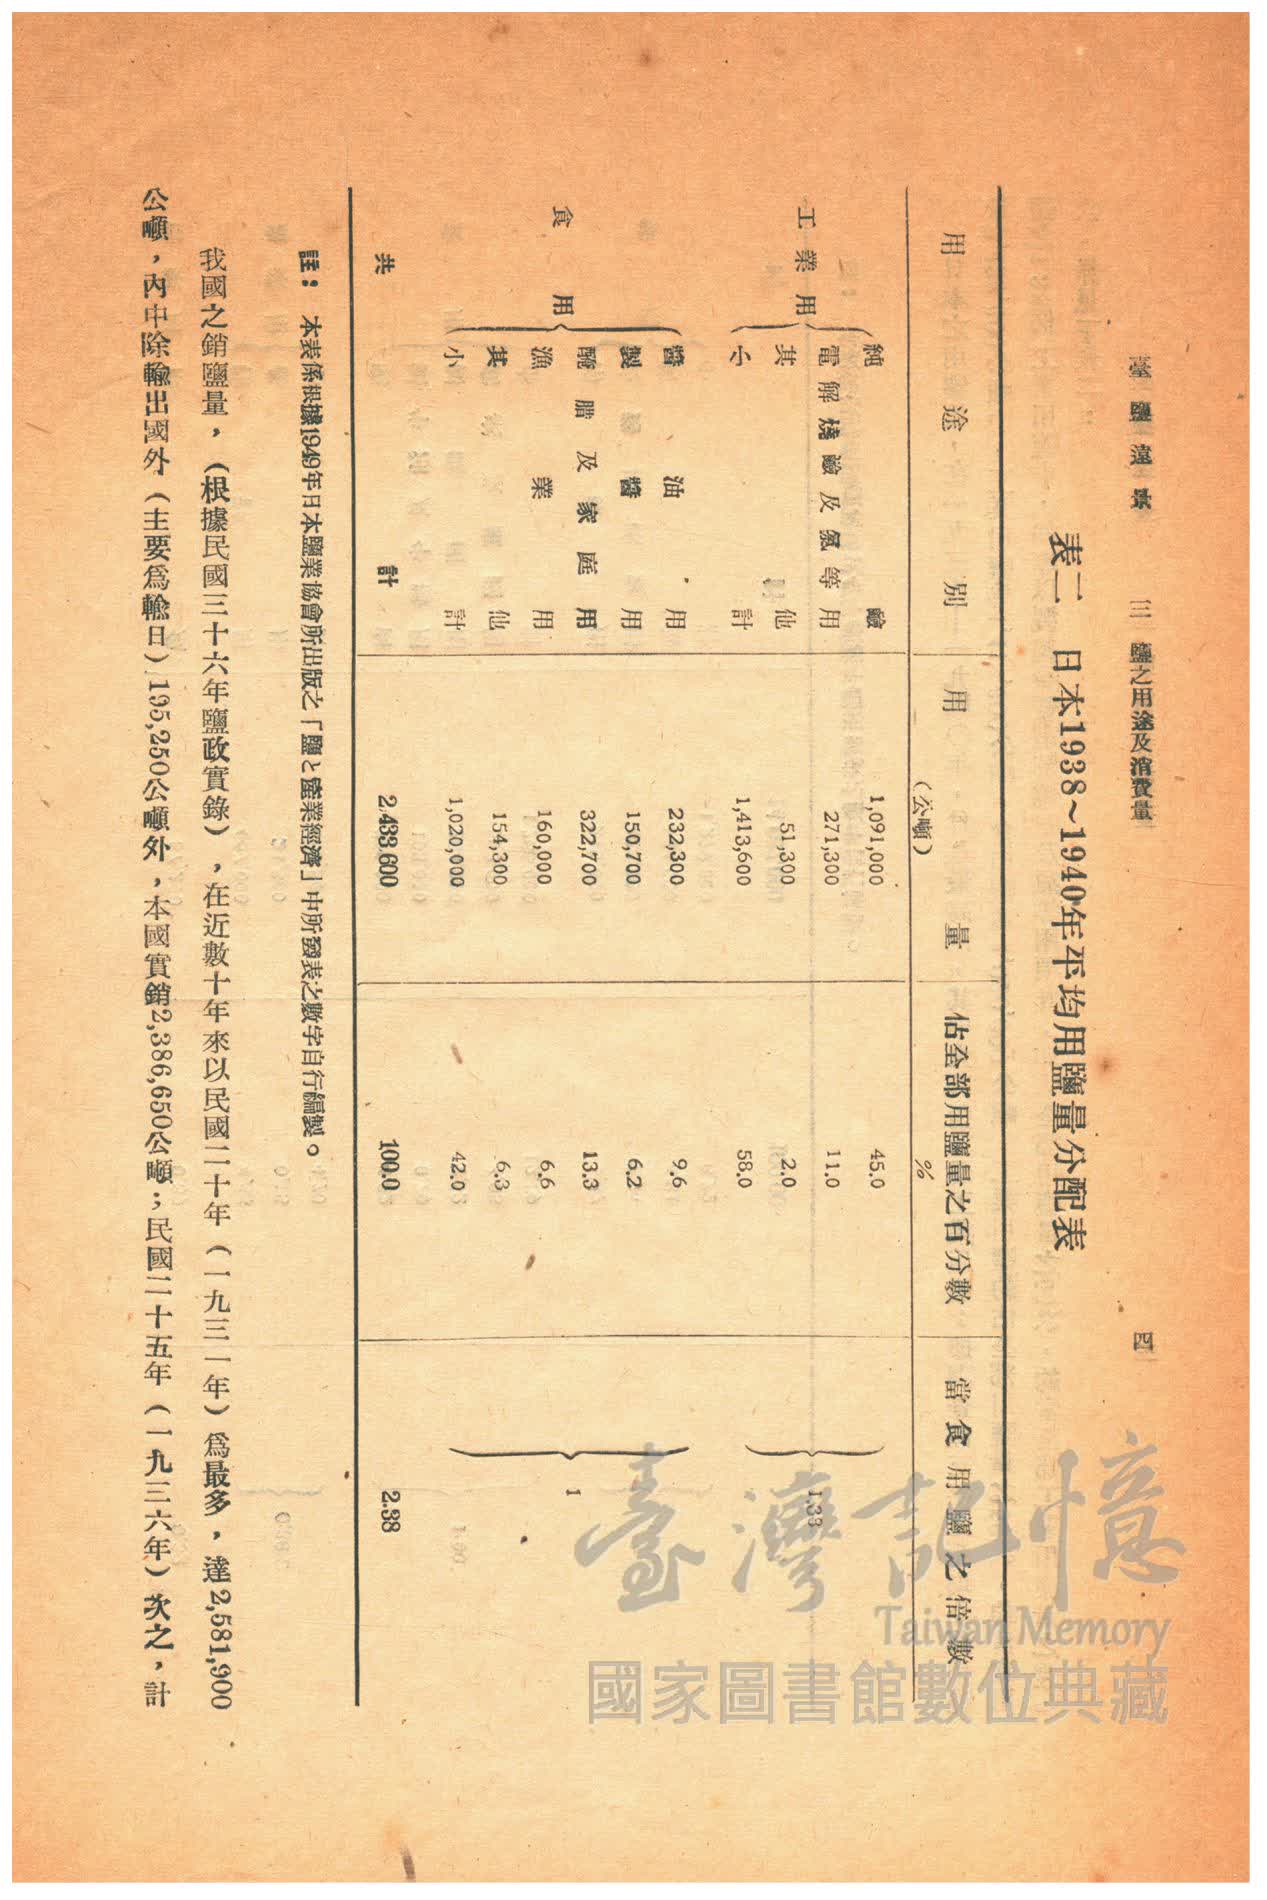 臺鹽遠景　三　鹽之用途及消費量　四
表二　日本1938~1940年平均用鹽量分配表
用途別　用量（公噸）　佔全部用鹽量之百分數%　當食用鹽之倍數
工業用
純鹼　1,091,000　45.0
電解燒鹼及氯等用　271,300　11.0
其他　51,300　2.0
小計　1,413,600　58.0　1.38
食用
醬油用　232,300　9.6
製醬用　150,700　6.2
醃腊及家庭用　322,700　13.3
漁業用　160,000　6.6
其他　154,300　6.3
小計　1,020,000　42.0　1
共計　2,433,600　100.0　2.38
註：本表係根據1949年日本鹽業協會所出版之「鹽と産業經濟」中所發表之數字自行編製。
我國之銷鹽量，（根據民國三十六年鹽政實錄），在近數十年來以民國二十年（一九三一年）爲最多，達2,581,900
公噸，內中除輸出國外（主要爲輸日）195,250公噸外，本國實銷2,386,650公噸；民國二十五年（一九三六年）次之，計
臺灣記憶
Taiwan Memory
國家圖書館數位典藏